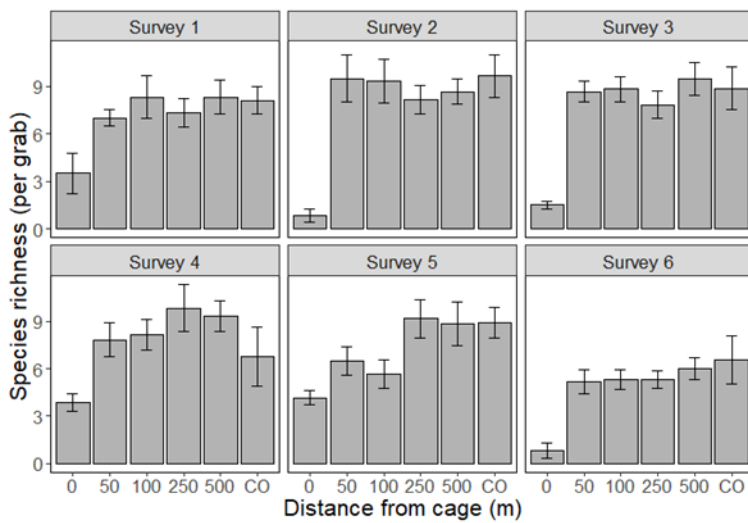 Survey 1 Survey 2 Survey 3
9
6
3
0
Survey 4 Survey 5 Survey 6
9
6
3
0
0 50 100 250 500 CO 0 50 100 250 500 CO 0 50 100 250 500 CO
Distance from cage (m)
Species richness (per grab)